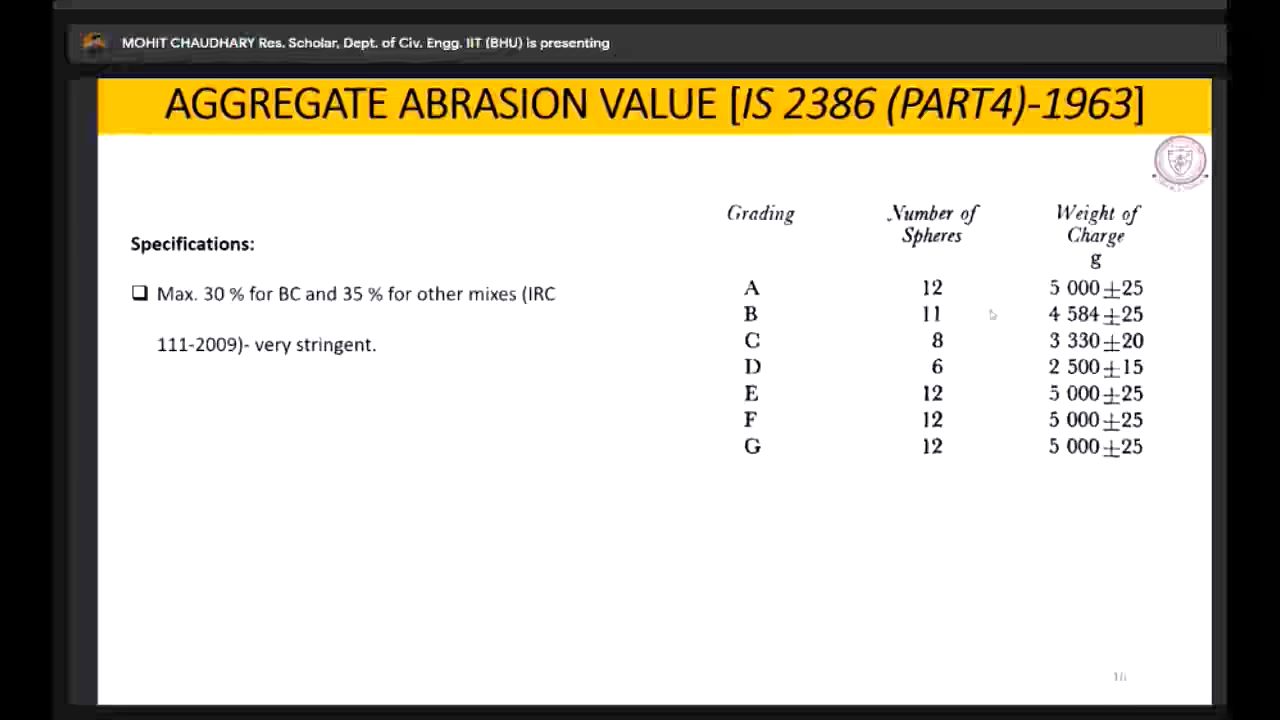 MOHIT CHAUDHARY Res. Scholar, Dept. of Civ. Engg. IIT (BHU) is presenting
AGGREGATE ABRASION VALUE [IS 2386 (PART4)-1963]
Specifications:
❑ Max. 30 % for BC and 35 % for other mixes (IRC
111-2009)- very stringent.
Grading Number of Spheres Weight of Charge g
A 12 5 000±25
B 11 4 584±25
C 8 3 330±20
D 6 2 500±15
E 12 5 000±25
F 12 5 000±25
G 12 5 000±25